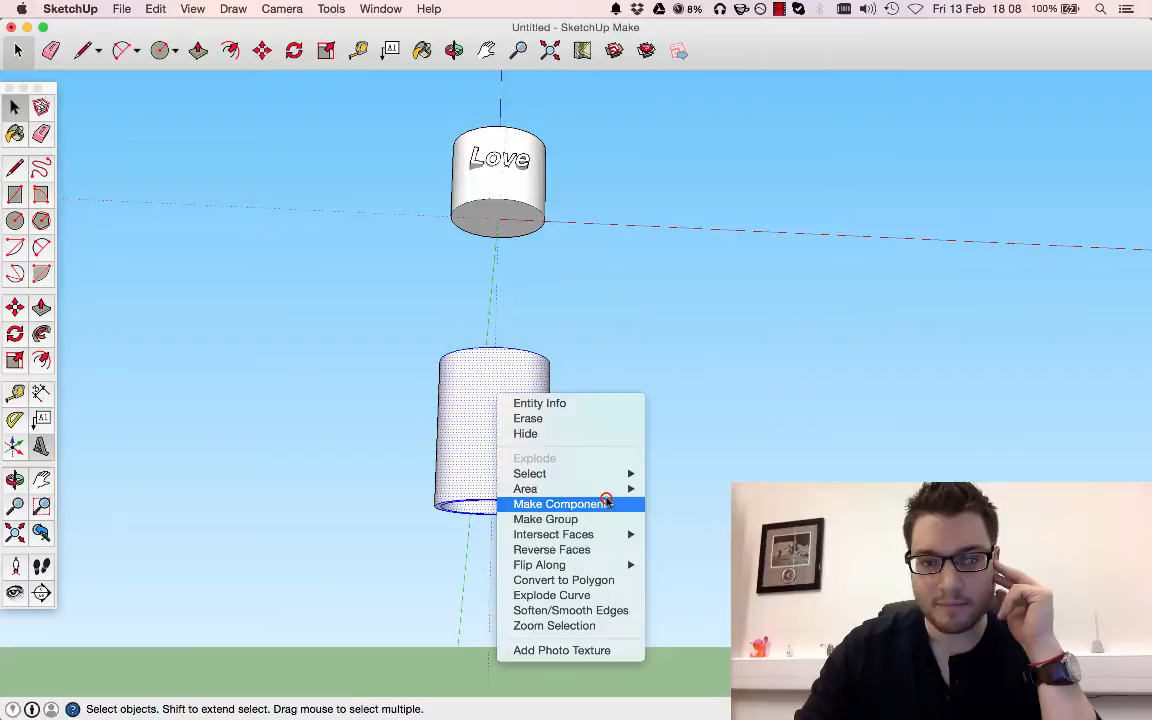 SketchUp File Edit View Draw Camera Tools Window Help 8% Fri 13 Feb 18 08 100%
Untitled - SketchUp Make
A1
Love
A1
Entity Info
Erase
Hide
Explode
Select
Area
Make Component
Make Group
Intersect Faces
Reverse Faces
Flip Along
Convert to Polygon
Explode Curve
Soften/Smooth Edges
Zoom Selection
Add Photo Texture
Select objects. Shift to extend select. Drag mouse to select multiple.